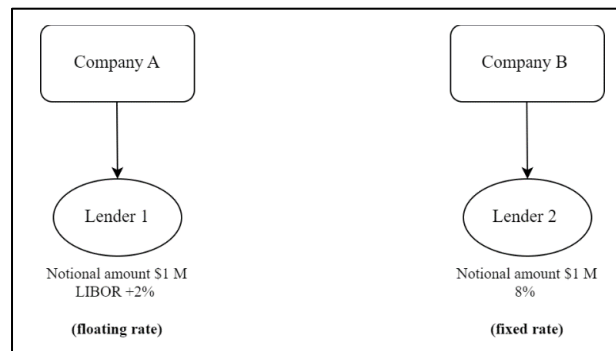 Company A
Company B
Lender 1
Lender 2
Notional amount $1 M
LIBOR +2%
(floating rate)
Notional amount $1 M
8%
(fixed rate)